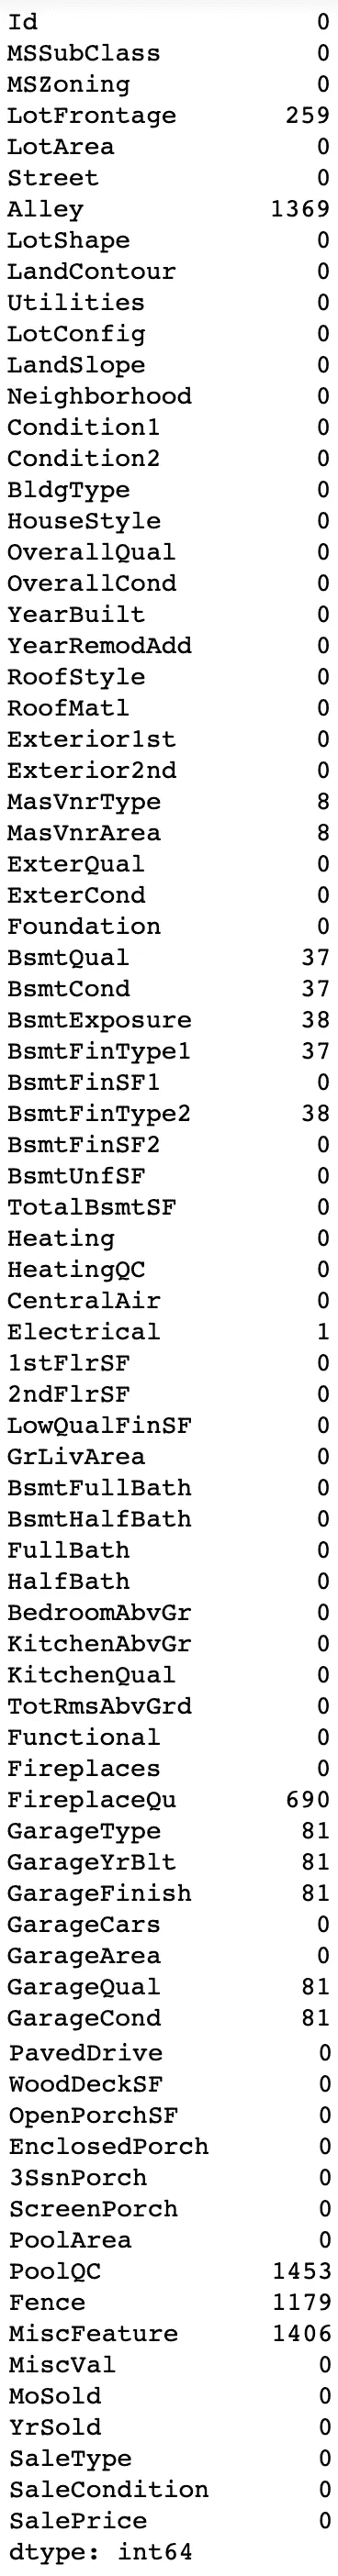 Id 0
MSSubClass 0
MSZoning 0
LotFrontage 259
LotArea 0
Street 0
Alley 1369
LotShape 0
LandContour 0
Utilities 0
LotConfig 0
LandSlope 0
Neighborhood 0
Condition1 0
Condition2 0
BldgType 0
HouseStyle 0
OverallQual 0
OverallCond 0
YearBuilt 0
YearRemodAdd 0
RoofStyle 0
RoofMatl 0
Exterior1st 0
Exterior2nd 0
MasVnrType 8
MasVnrArea 8
ExterQual 0
ExterCond 0
Foundation 0
BsmtQual 37
BsmtCond 37
BsmtExposure 38
BsmtFinType1 37
BsmtFinSF1 0
BsmtFinType2 38
BsmtFinSF2 0
BsmtUnfSF 0
TotalBsmtSF 0
Heating 0
HeatingQC 0
CentralAir 0
Electrical 1
1stFlrSF 0
2ndFlrSF 0
LowQualFinSF 0
GrLivArea 0
BsmtFullBath 0
BsmtHalfBath 0
FullBath 0
HalfBath 0
BedroomAbvGr 0
KitchenAbvGr 0
KitchenQual 0
TotRmsAbvGrd 0
Functional 0
Fireplaces 0
FireplaceQu 690
GarageType 81
GarageYrBlt 81
GarageFinish 81
GarageCars 0
GarageArea 0
GarageQual 81
GarageCond 81
PavedDrive 0
WoodDeckSF 0
OpenPorchSF 0
EnclosedPorch 0
3SsnPorch 0
ScreenPorch 0
PoolArea 0
PoolQC 1453
Fence 1179
MiscFeature 1406
MiscVal 0
MoSold 0
YrSold 0
SaleType 0
SaleCondition 0
SalePrice 0
dtype: int64